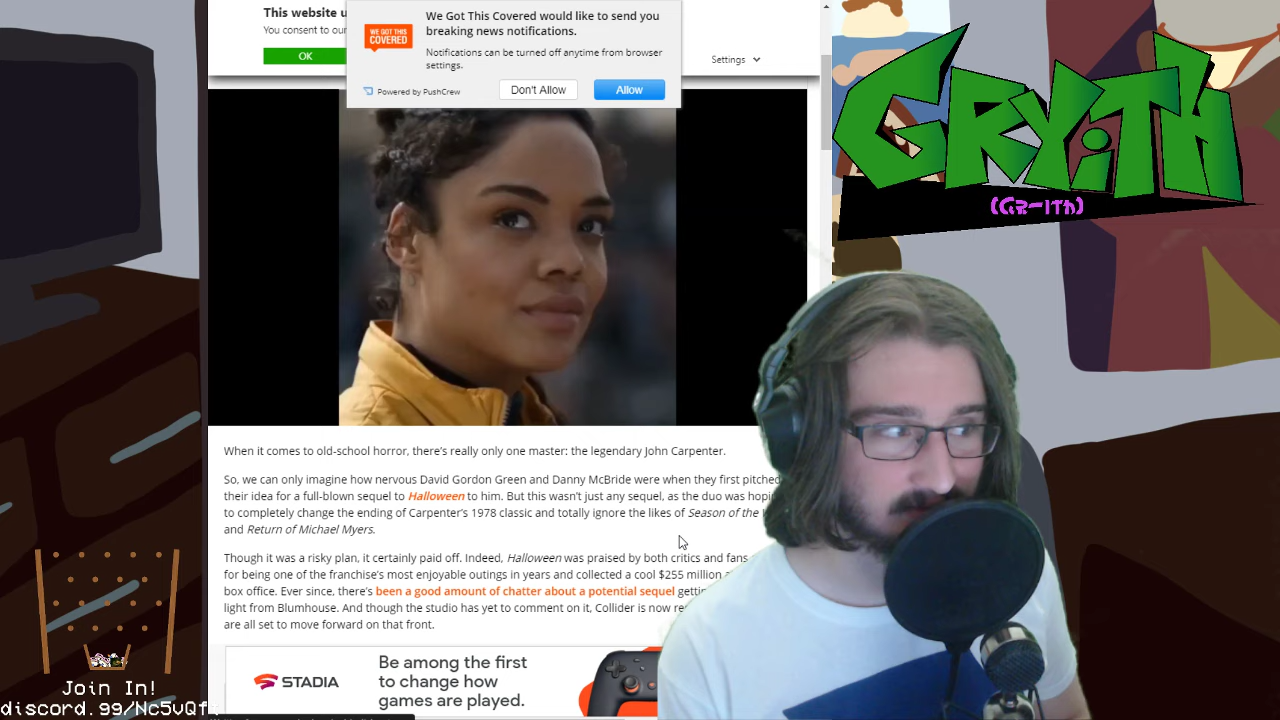 This website u
You consent to our
OK
WE GOT THIS
COVERED
We Got This Covered would like to send you
breaking news notifications.
Notifications can be turned off anytime from browser
settings.
Powered by PushCrew
Don't Allow
Allow
Settings
GRYiTH
(GR-ITH)
When it comes to old-school horror, there's really only one master: the legendary John Carpenter.
So, we can only imagine how nervous David Gordon Green and Danny McBride were when they first pitched
their idea for a full-blown sequel to Halloween to him. But this wasn't just any sequel, as the duo was hopi
to completely change the ending of Carpenter's 1978 classic and totally ignore the likes of Season of the
and Return of Michael Myers.
Though it was a risky plan, it certainly paid off. Indeed, Halloween was praised by both critics and fans
for being one of the franchise's most enjoyable outings in years and collected a cool $255 million
box office. Ever since, there's been a good amount of chatter about a potential sequel getti
light from Blumhouse. And though the studio has yet to comment on it, Collider is now re
are all set to move forward on that front.
STADIA
Be among the first
to change how
games are played.
Join In!
discord.gg/Nc5vQf